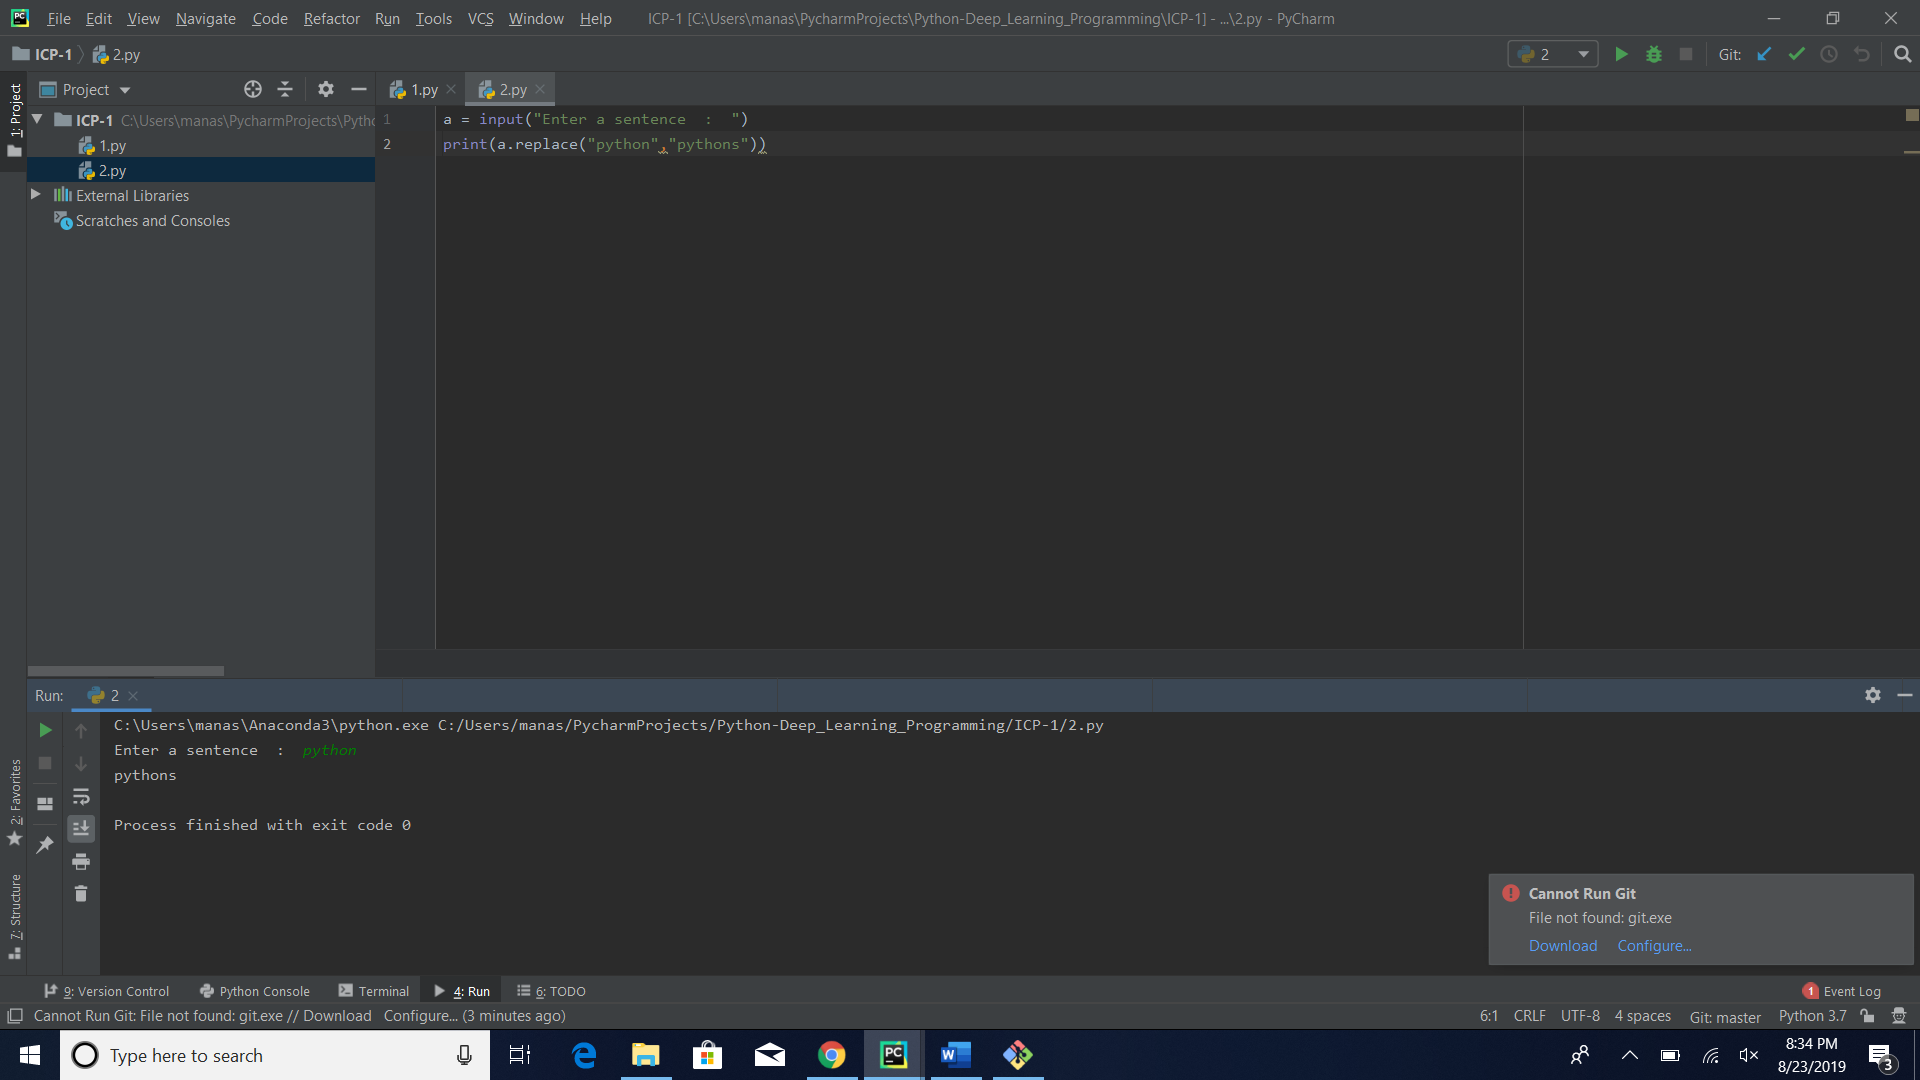 File Edit View Navigate Code Refactor Run Tools VCS Window Help ICP-1 [C:\Users\manas\PycharmProjects\Python-Deep_Learning_Programming\ICP-1] - ...\2.py - PyCharm
ICP-1 2.py 2 Git:
1: Project
Project 1.py 2.py
ICP-1 C:\Users\manas\PycharmProjects\Pythc
1.py
2.py
External Libraries
Scratches and Consoles
1 a = input("Enter a sentence  :  ")
2 print(a.replace("python","pythons"))
Run: 2
C:\Users\manas\Anaconda3\python.exe C:/Users/manas/PycharmProjects/Python-Deep_Learning_Programming/ICP-1/2.py
Enter a sentence  :  python
pythons
Process finished with exit code 0
2: Favorites
7: Structure
Cannot Run Git
File not found: git.exe
Download Configure...
9: Version Control Python Console Terminal 4: Run 6: TODO 1 Event Log
Cannot Run Git: File not found: git.exe // Download Configure... (3 minutes ago) 6:1 CRLF UTF-8 4 spaces Git: master Python 3.7
Type here to search
8:34 PM
8/23/2019
3